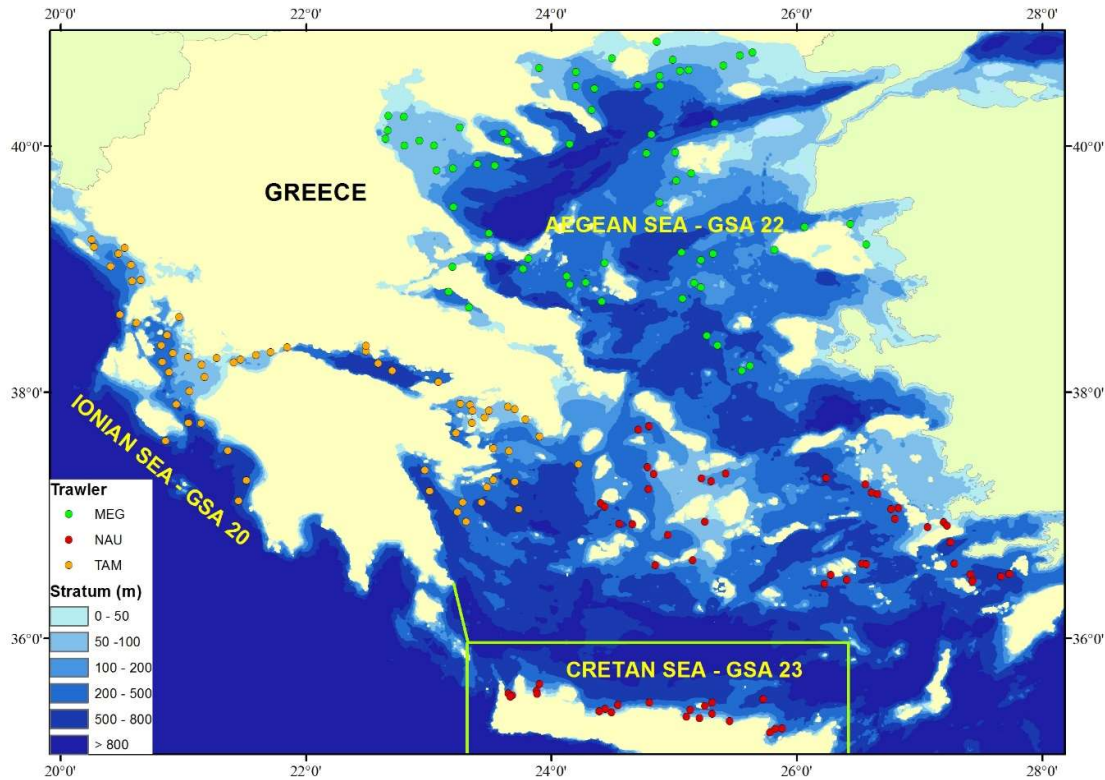 20°0' 22°0' 24°0' 26°0' 28°0'
40°0' 40°0'
GREECE
AEGEAN SEA - GSA 22
38°0' 38°0'
IONIAN SEA - GSA 20
Trawler
MEG
NAU
TAM
Stratum (m)
0 - 50
50 -100
100 - 200
200 - 500
500 - 800
> 800
36°0' 36°0'
CRETAN SEA - GSA 23
20°0' 22°0' 24°0' 26°0' 28°0'